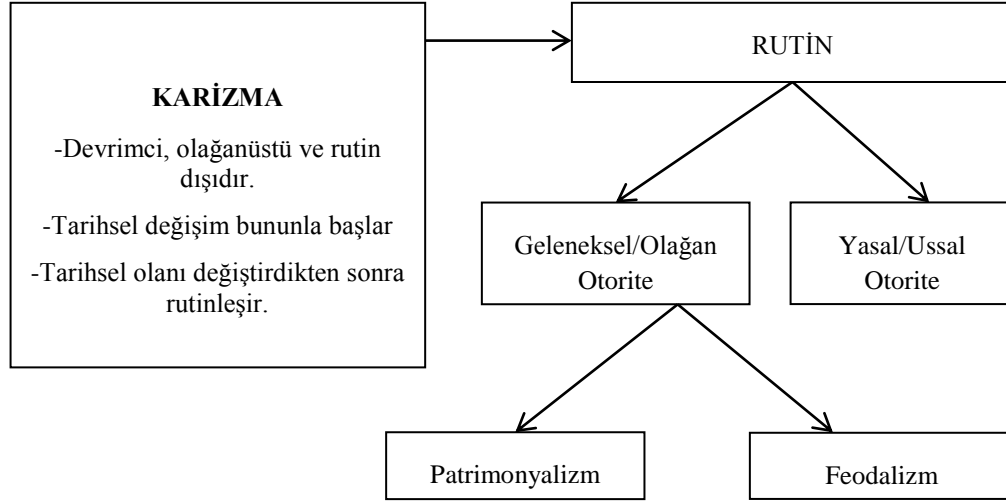 KARİZMA
-Devrimci, olağanüstü ve rutin
dışıdır.
-Tarihsel değişim bununla başlar
-Tarihsel olanı değiştirdikten sonra
rutinleşir.
RUTİN
Geleneksel/Olağan
Otorite
Yasal/Ussal
Otorite
Patrimonyalizm
Feodalizm